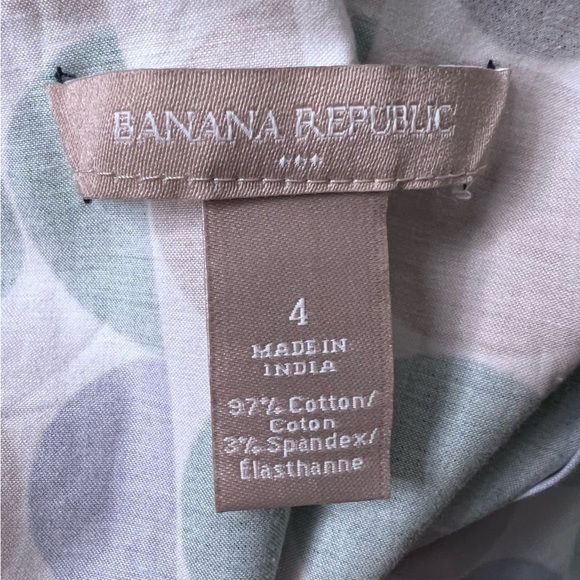 BANANA REPUBLIC
4
MADE IN
INDIA
97% Cotton/
Coton
3% Spandex/
Élasthanne